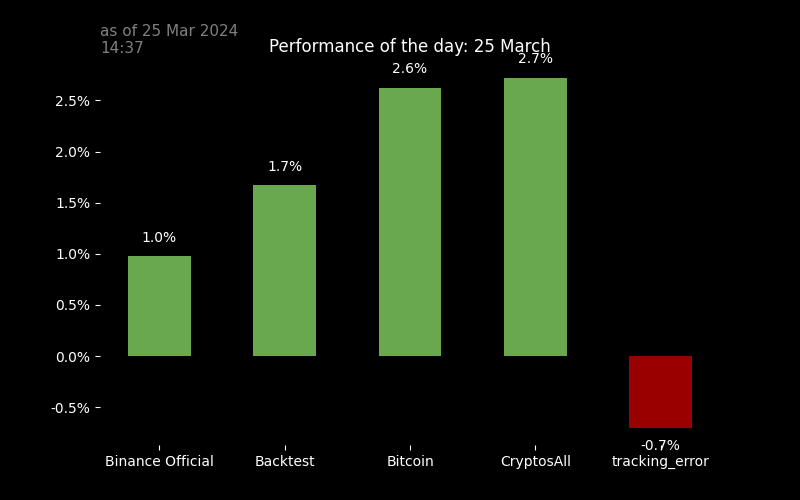 as of 25 Mar 2024
14:37
Performance of the day: 25 March
2.7%
2.6%
2.5%
2.0%
1.7%
1.5%
1.0%
1.0%
0.5%
0.0%
-0.5%
-0.7%
Binance Official
Backtest
Bitcoin
CryptosAll
tracking_error